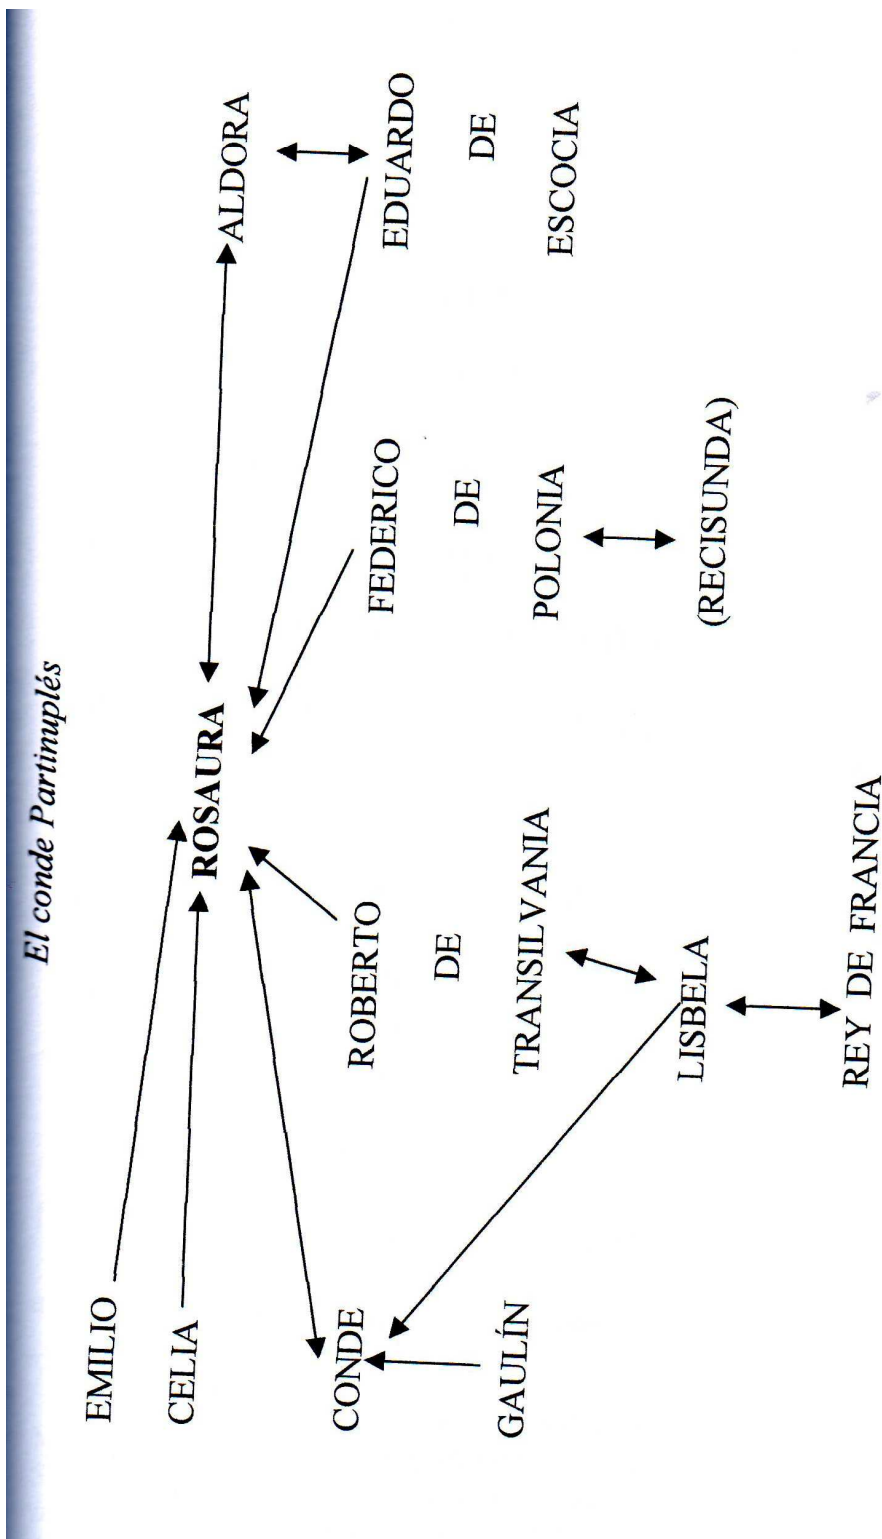 El conde Partinuplés
EMILIO
CELIA
ROSAURA
ALDORA
CONDE
ROBERTO
DE
TRANSILVANIA
FEDERICO
DE
POLONIA
EDUARDO
DE
ESCOCIA
GAULÍN
LISBELA
(RECISUNDA)
REY DE FRANCIA